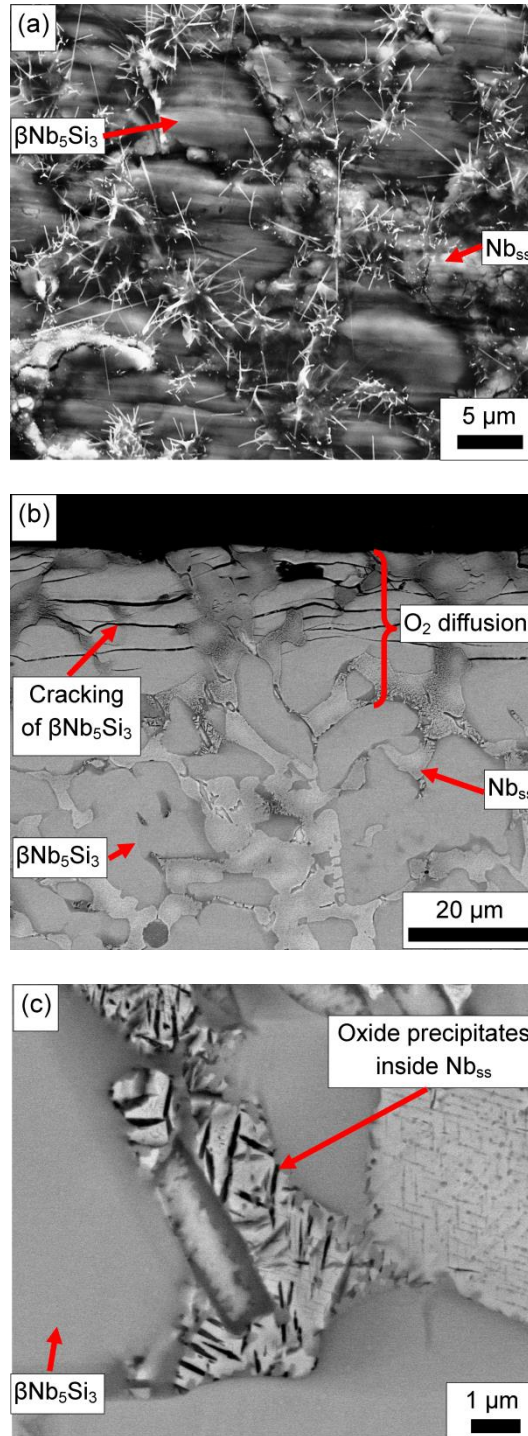 (a)
βNb₅Si₃
Nbss
5 µm
(b)
O₂ diffusion
Cracking
of βNb₅Si₃
Nbss
βNb₅Si₃
20 µm
(c)
Oxide precipitates
inside Nbss
βNb₅Si₃
1 µm